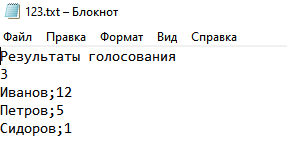 123.txt – Блокнот
Файл Правка Формат Вид Справка
Результаты голосования
3
Иванов;12
Петров;5
Сидоров;1